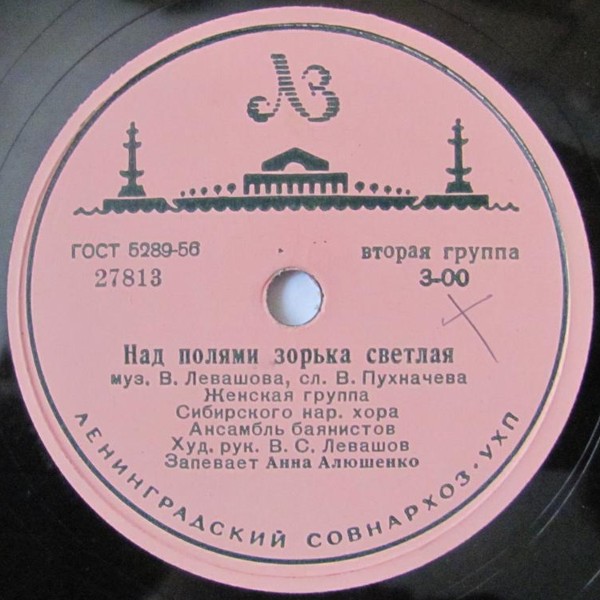 ЛЗ
ГОСТ 5289-56
вторая группа
27813
3-00
Над полями зорька светлая
муз. В. Левашова, сл. В. Пухначева
Женская группа
Сибирского нар. хора
Ансамбль баянистов
Худ. рук. В. С. Левашов
Запевает Анна Алюшенко
ЛЕНИНГРАДСКИЙ СОВНАРХОЗ · УХП